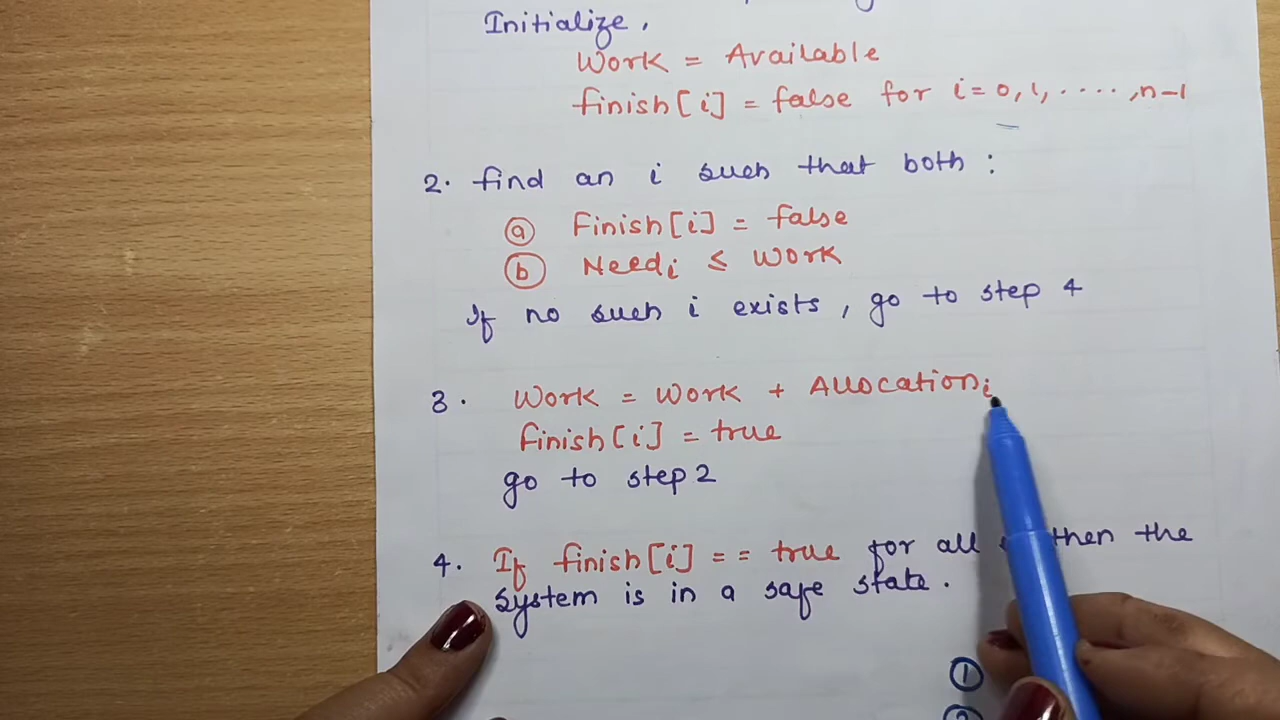 Initialize.
Work = Available
finish[i] = false for i = 0, 1, ....., n-1
2. find an i such that both :
a Finish[i] = false
b Needi ≤ Work
If no such i exists, go to step 4
3. Work = Work + Allocationi
finish[i] = true
go to step 2
4. If finish[i] == true for all then the
system is in a safe state.
1